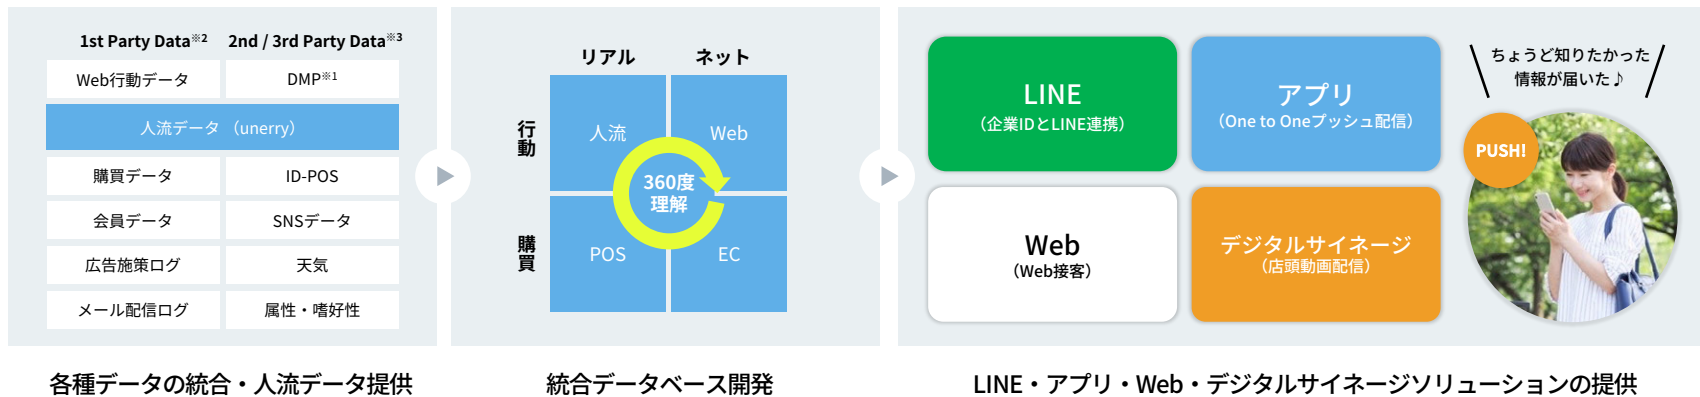 1st Party Data※2
2nd / 3rd Party Data※3
Web行動データ
DMP※1
人流データ （unerry）
購買データ
ID-POS
会員データ
SNSデータ
広告施策ログ
天気
メール配信ログ
属性・嗜好性
各種データの統合・人流データ提供
リアル
ネット
行動
人流
Web
360度
理解
購買
POS
EC
統合データベース開発
LINE
（企業IDとLINE連携）
アプリ
（One to Oneプッシュ配信）
Web
（Web接客）
デジタルサイネージ
（店頭動画配信）
ちょうど知りたかった
情報が届いた♪
PUSH!
LINE・アプリ・Web・デジタルサイネージソリューションの提供